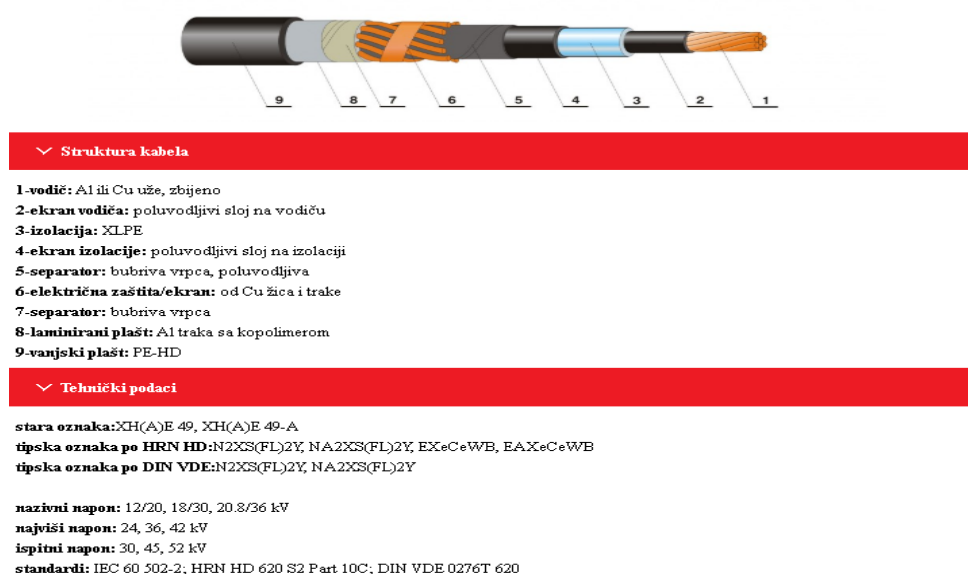 9 8 7 6 5 4 3 2 1
Struktura kabela
1-vodič: Al ili Cu uže, zbijeno
2-ekran vodiča: poluvodljivi sloj na vodiču
3-izolacija: XLPE
4-ekran izolacije: poluvodljivi sloj na izolaciji
5-separator: bubriva vrpca, poluvodljiva
6-električna zaštita/ekran: od Cu žica i trake
7-separator: bubriva vrpca
8-laminirani plašt: Al traka sa kopolimerom
9-vanjski plašt: PE-HD
Tehnički podaci
stara oznaka:XH(A)E 49, XH(A)E 49-A
tipska oznaka po HRN HD:N2XS(FL)2Y, NA2XS(FL)2Y, EXeCeWB, EAXeCeWB
tipska oznaka po DIN VDE:N2XS(FL)2Y, NA2XS(FL)2Y
nazivni napon: 12/20, 18/30, 20.8/36 kV
najviši napon: 24, 36, 42 kV
ispitni napon: 30, 45, 52 kV
standardi: IEC 60 502-2; HRN HD 620 S2 Part 10C; DIN VDE 0276T 620